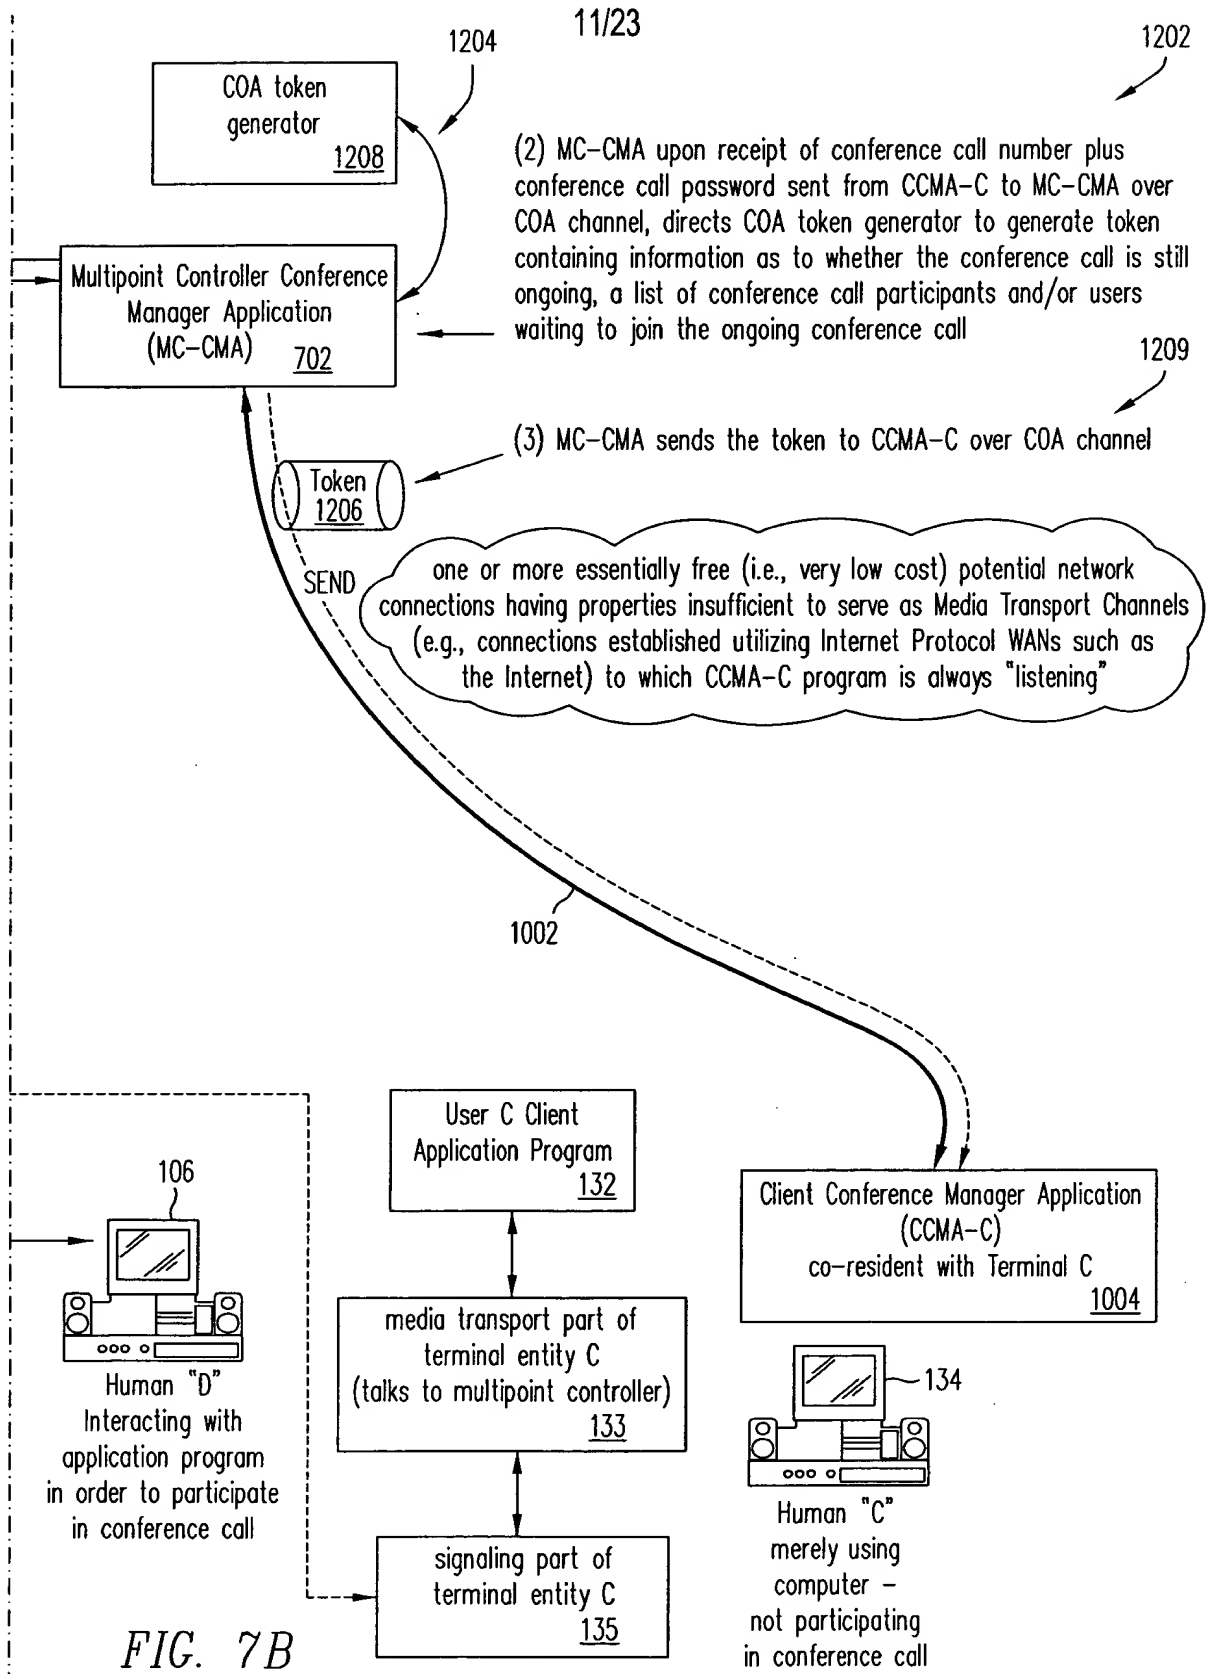 11/23
1204
1202
COA token
generator
1208
(2) MC-CMA upon receipt of conference call number plus
conference call password sent from CCMA-C to MC-CMA over
COA channel, directs COA token generator to generate token
containing information as to whether the conference call is still
ongoing, a list of conference call participants and/or users
waiting to join the ongoing conference call
Multipoint Controller Conference
Manager Application
(MC-CMA)
702
1209
(3) MC-CMA sends the token to CCMA-C over COA channel
Token
1206
SEND
one or more essentially free (i.e., very low cost) potential network
connections having properties insufficient to serve as Media Transport Channels
(e.g., connections established utilizing Internet Protocol WANs such as
the Internet) to which CCMA-C program is always "listening"
1002
User C Client
Application Program
132
106
Client Conference Manager Application
(CCMA-C)
co-resident with Terminal C
1004
media transport part of
terminal entity C
(talks to multipoint controller)
133
134
Human "D"
Interacting with
application program
in order to participate
in conference call
Human "C"
merely using
computer -
not participating
in conference call
signaling part of
terminal entity C
135
FIG. 7B